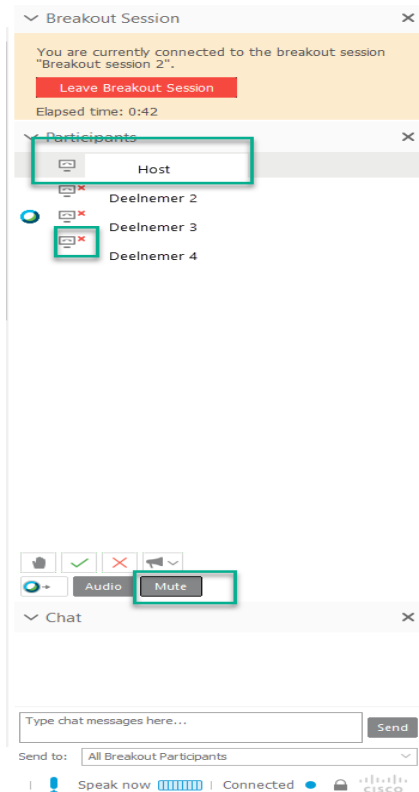 Breakout Session
You are currently connected to the breakout session
"Breakout session 2".
Leave Breakout Session
Elapsed time: 0:42
Participants
Host
Deelnemer 2
Deelnemer 3
Deelnemer 4
Audio
Mute
Chat
Type chat messages here...
Send
Send to: All Breakout Participants
Speak now | Connected
CISCO